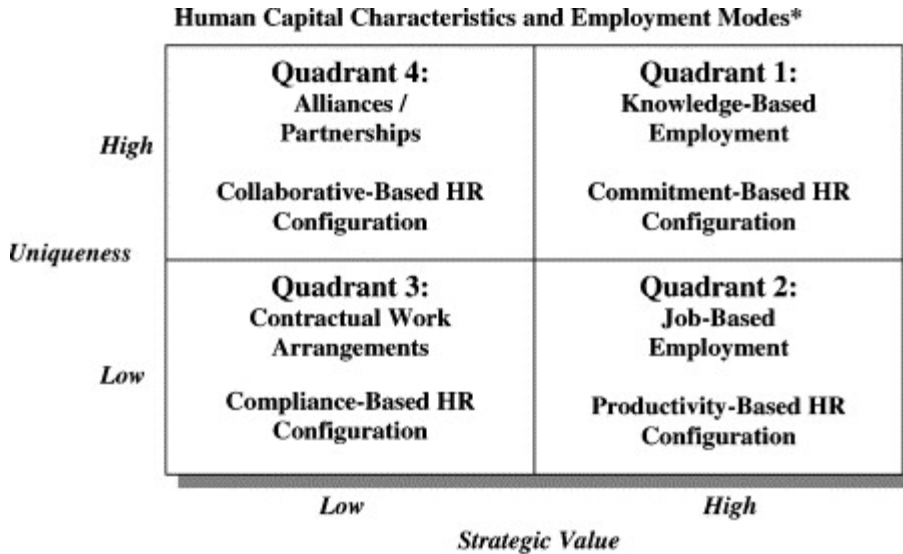 Human Capital Characteristics and Employment Modes*
Quadrant 4:
Alliances /
Partnerships
Collaborative-Based HR
Configuration
Quadrant 1:
Knowledge-Based
Employment
Commitment-Based HR
Configuration
High
Uniqueness
Low
Quadrant 3:
Contractual Work
Arrangements
Compliance-Based HR
Configuration
Quadrant 2:
Job-Based
Employment
Productivity-Based HR
Configuration
Low
High
Strategic Value